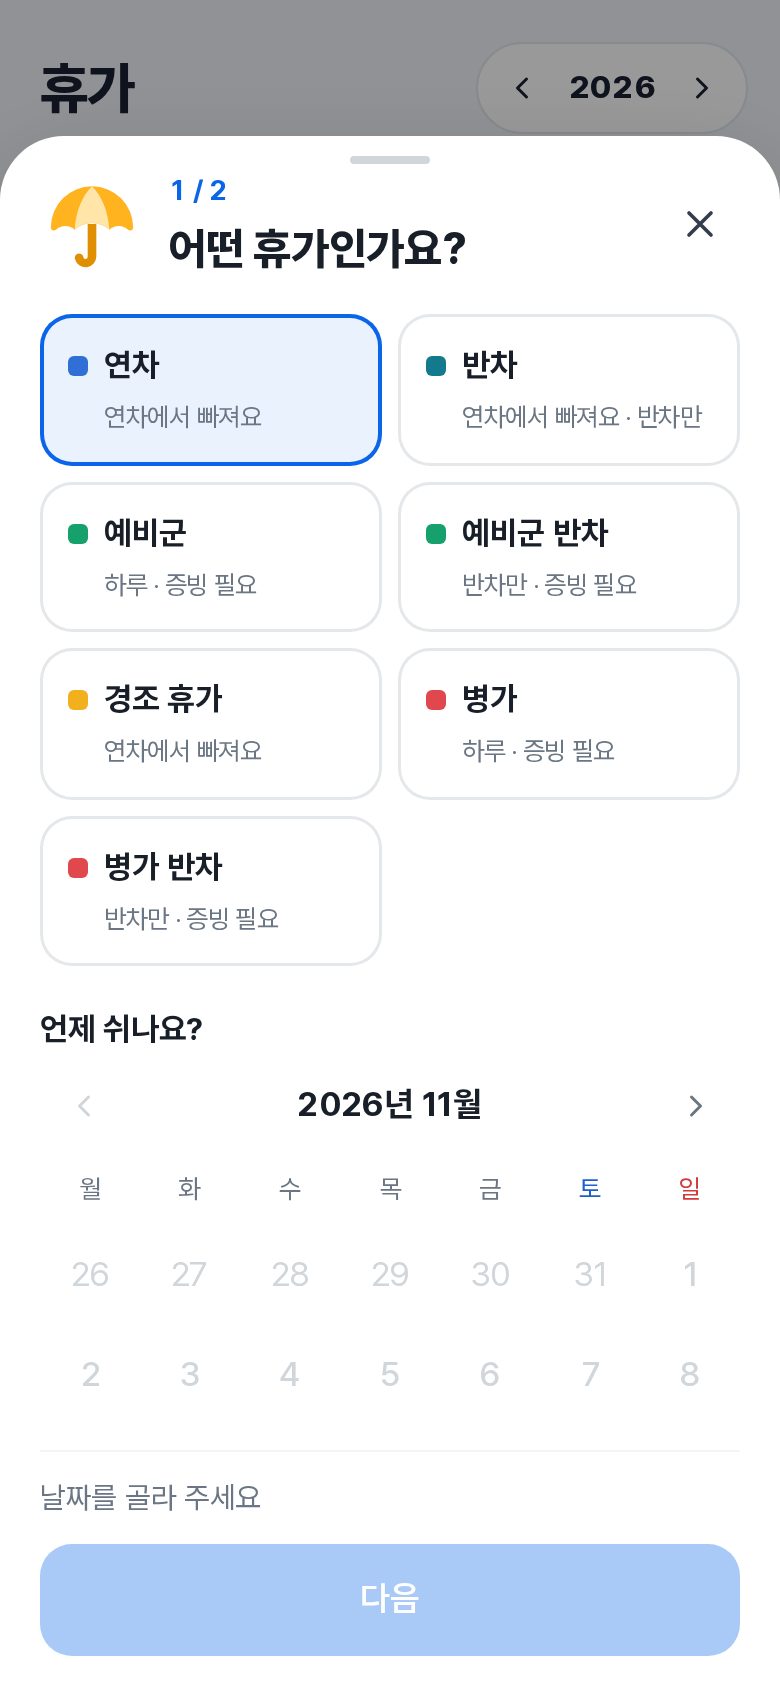 휴가
2026
1 / 2
어떤 휴가인가요?
연차
연차에서 빠져요
반차
연차에서 빠져요 · 반차만
예비군
하루 · 증빙 필요
예비군 반차
반차만 · 증빙 필요
경조 휴가
연차에서 빠져요
병가
하루 · 증빙 필요
병가 반차
반차만 · 증빙 필요
언제 쉬나요?
2026년 11월
월 화 수 목 금 토 일
26 27 28 29 30 31 1
2 3 4 5 6 7 8
날짜를 골라 주세요
다음